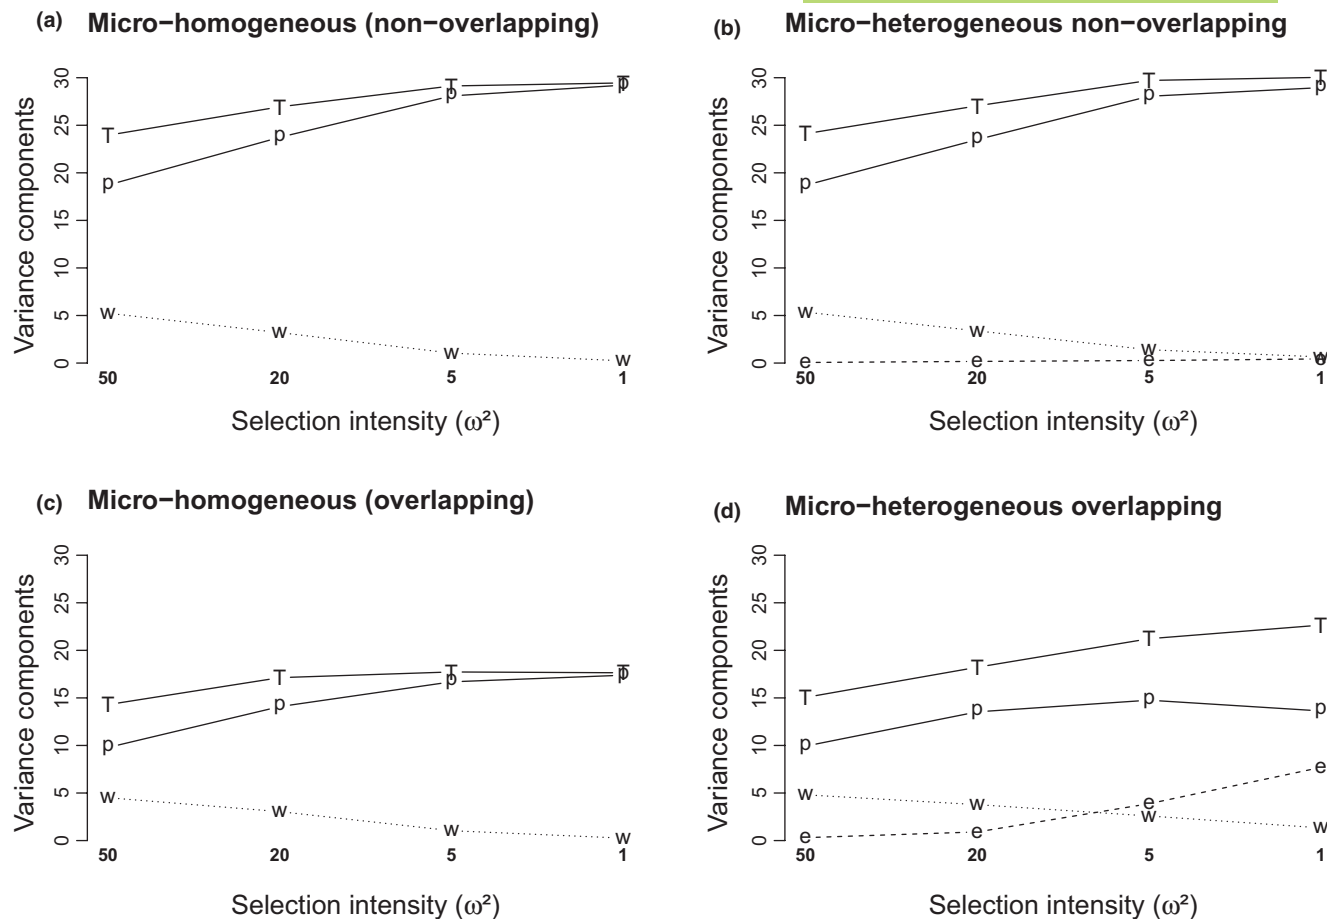 (a) Micro−homogeneous (non−overlapping)
Variance components
30
25
20
15
10
5
0
T T T T
p p p p
w w w w
50 20 5 1
Selection intensity (ω²)
(b) Micro−heterogeneous non−overlapping
Variance components
30
25
20
15
10
5
0
T T T T
p p p p
w w w w
e e e e
50 20 5 1
Selection intensity (ω²)
(c) Micro−homogeneous (overlapping)
Variance components
30
25
20
15
10
5
0
T T T T
p p p p
w w w w
50 20 5 1
Selection intensity (ω²)
(d) Micro−heterogeneous overlapping
Variance components
30
25
20
15
10
5
0
T T T T
p p p p
w w w w
e e e e
50 20 5 1
Selection intensity (ω²)